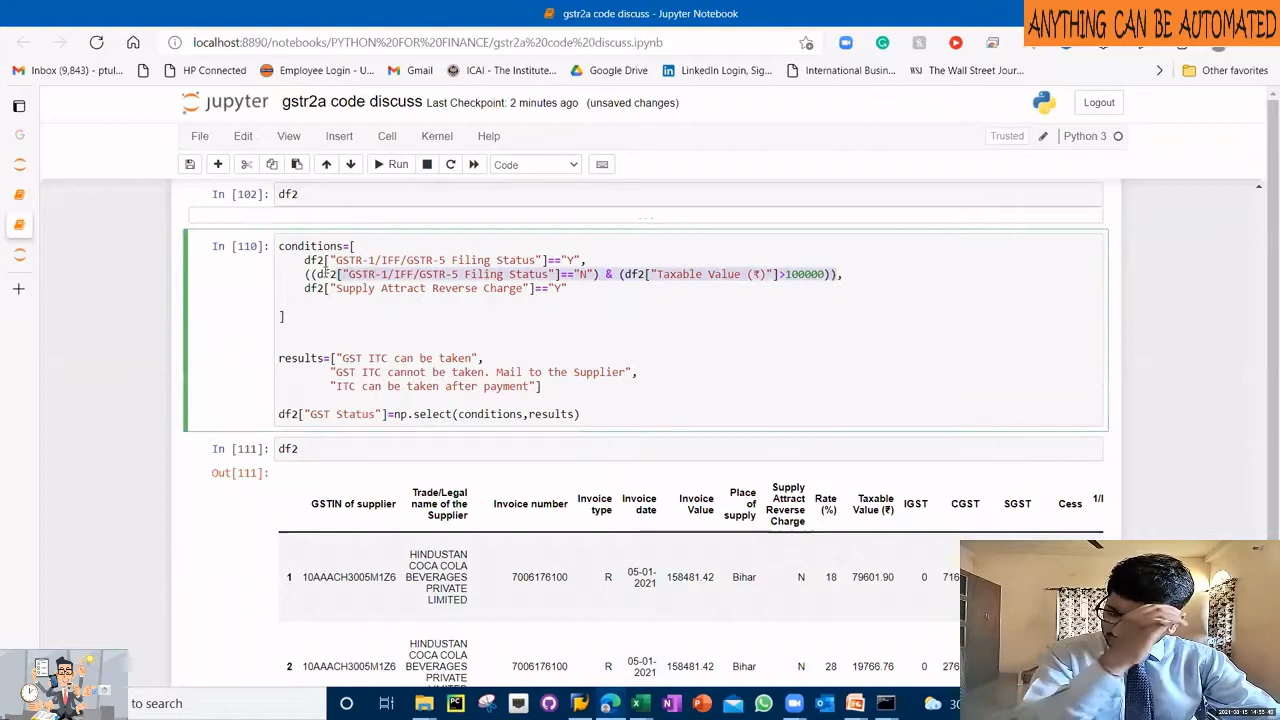 gstr2a code discuss - Jupyter Notebook
ANYTHING CAN BE AUTOMATED
localhost:8890/notebooks/PYTHON%20FOR%20FINANCE/gstr2a%20code%20discuss.ipynb
Inbox (9,843) - ptul... HP Connected Employee Login - U... Gmail ICAI - The Institute... Google Drive LinkedIn Login, Sig... International Busin... WSJ The Wall Street Jour... Other favorites
jupyter gstr2a code discuss Last Checkpoint: 2 minutes ago (unsaved changes) Logout
File Edit View Insert Cell Kernel Help Trusted Python 3
Run Code
In [102]: df2
...
In [110]: conditions=[
df2["GSTR-1/IFF/GSTR-5 Filing Status"]=="Y",
((df2["GSTR-1/IFF/GSTR-5 Filing Status"]=="N") & (df2["Taxable Value (₹)"]>100000)),
df2["Supply Attract Reverse Charge"]=="Y"
]
results=["GST ITC can be taken",
"GST ITC cannot be taken. Mail to the Supplier",
"ITC can be taken after payment"]
df2["GST Status"]=np.select(conditions,results)
In [111]: df2
Out[111]:
GSTIN of supplier Trade/Legal name of the Supplier Invoice number Invoice type Invoice date Invoice Value Place of supply Supply Attract Reverse Charge Rate (%) Taxable Value (₹) IGST CGST SGST Cess 1/I
1 10AAACH3005M1Z6 HINDUSTAN COCA COLA BEVERAGES PRIVATE LIMITED 7006176100 R 05-01-2021 158481.42 Bihar N 18 79601.90 0 716
2 10AAACH3005M1Z6 HINDUSTAN COCA COLA BEVERAGES PRIVATE 7006176100 R 05-01-2021 158481.42 Bihar N 28 19766.76 0 276
to search
30
2021-08-15